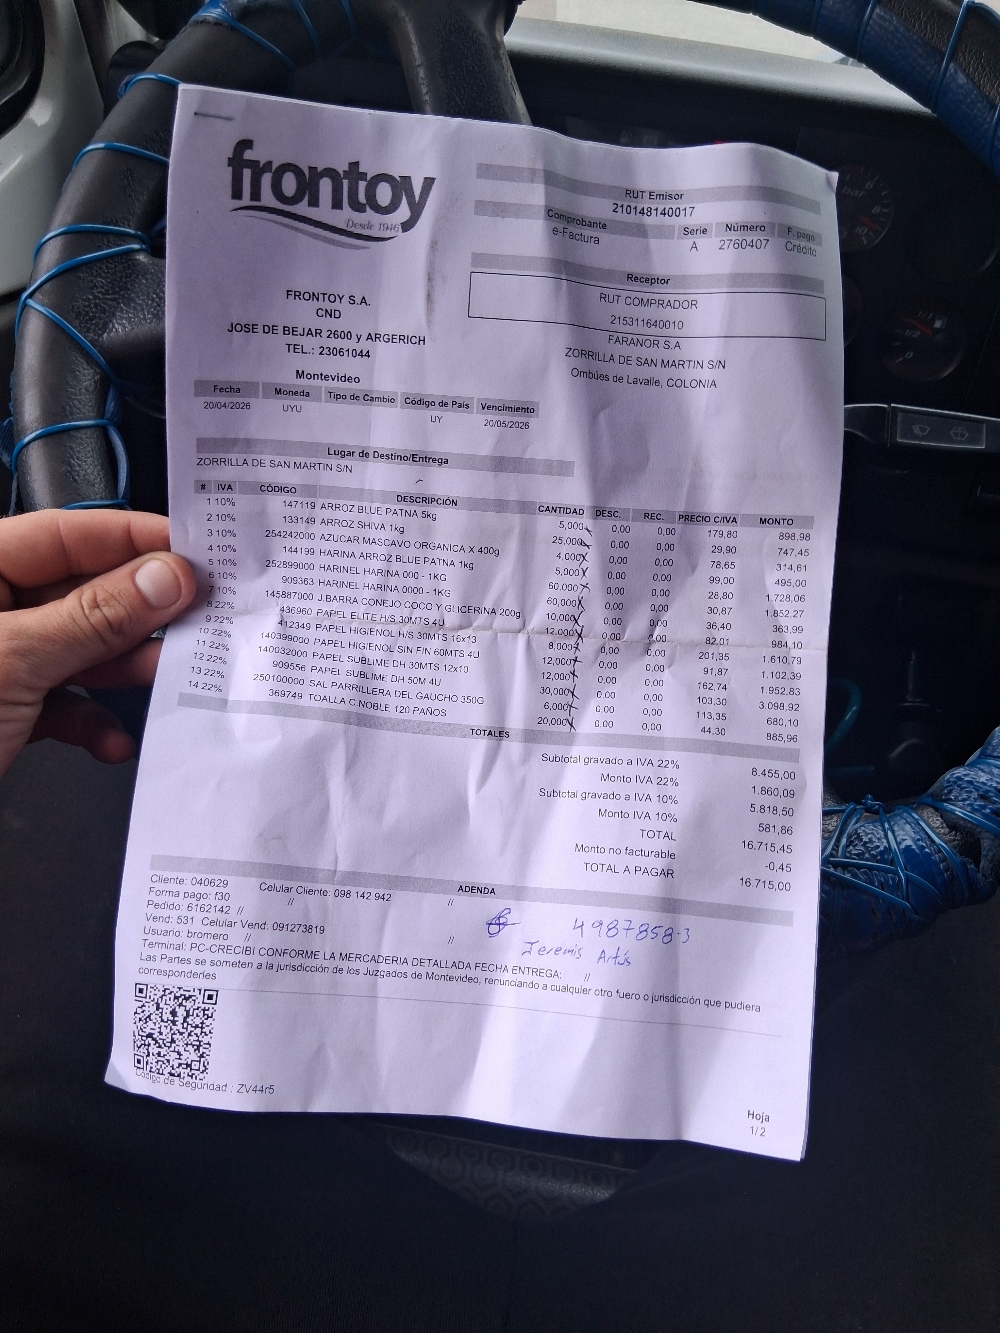 frontoy
Desde 1946
RUT Emisor
210148140017
Comprobante Serie Número F. pago
e-Factura A 2760407 Crédito
Receptor
RUT COMPRADOR
215311640010
FARANOR S.A
ZORRILLA DE SAN MARTIN S/N
Ombúes de Lavalle, COLONIA
FRONTOY S.A.
CND
JOSE DE BEJAR 2600 y ARGERICH
TEL.: 23061044
Montevideo
Fecha Moneda Tipo de Cambio Código de País Vencimiento
20/04/2026 UYU UY 20/05/2026
Lugar de Destino/Entrega
ZORRILLA DE SAN MARTIN S/N
# IVA CÓDIGO DESCRIPCIÓN CANTIDAD DESC. REC. PRECIO C/IVA MONTO
1 10% 147119 ARROZ BLUE PATNA 5kg 5,000 0,00 0,00 179,80 898,98
2 10% 133149 ARROZ SHIVA 1kg 25,000 0,00 0,00 29,90 747,45
3 10% 254242000 AZUCAR MASCAVO ORGANICA X 400g 4,000 0,00 0,00 78,65 314,61
4 10% 144199 HARINA ARROZ BLUE PATNA 1kg 5,000 0,00 0,00 99,00 495,00
5 10% 252899000 HARINEL HARINA 000 - 1KG 60,000 0,00 0,00 28,80 1.728,06
6 10% 909363 HARINEL HARINA 0000 - 1KG 60,000 0,00 0,00 30,87 1.852,27
7 10% 145887000 J.BARRA CONEJO COCO Y GLICERINA 200g 10,000 0,00 0,00 36,40 363,99
8 22% 436960 PAPEL ELITE H/S 30MTS 4U 12,000 0,00 0,00 82,01 984,10
9 22% 412349 PAPEL HIGIENOL H/S 30MTS 16x13 8,000 0,00 0,00 201,35 1.610,79
10 22% 140399000 PAPEL HIGIENOL SIN FIN 60MTS 4U 12,000 0,00 0,00 91,87 1.102,39
11 22% 140032000 PAPEL SUBLIME DH 30MTS 12x10 12,000 0,00 0,00 162,74 1.952,83
12 22% 909556 PAPEL SUBLIME DH 50M 4U 30,000 0,00 0,00 103,30 3.098,92
13 22% 250100000 SAL PARRILLERA DEL GAUCHO 350G 6,000 0,00 0,00 113,35 680,10
14 22% 369749 TOALLA C.NOBLE 120 PAÑOS 20,000 0,00 0,00 44,30 885,96
TOTALES
Subtotal gravado a IVA 22% 8.455,00
Monto IVA 22% 1.860,09
Subtotal gravado a IVA 10% 5.818,50
Monto IVA 10% 581,86
TOTAL 16.715,45
Monto no facturable -0,45
TOTAL A PAGAR 16.715,00
ADENDA
Cliente: 040629 Celular Cliente: 098 142 942 //
Forma pago: f30 //
Pedido: 6162142 //
Vend: 531 Celular Vend: 091273819
Usuario: bromero // //
4987858-3
Jeremis Artús
Terminal: PC-CRECIBI CONFORME LA MERCADERIA DETALLADA FECHA ENTREGA: //
Las Partes se someten a la jurisdicción de los Juzgados de Montevideo, renunciando a cualquier otro fuero o jurisdicción que pudiera
corresponderles
Código de Seguridad : ZV44r5
Hoja
1/2